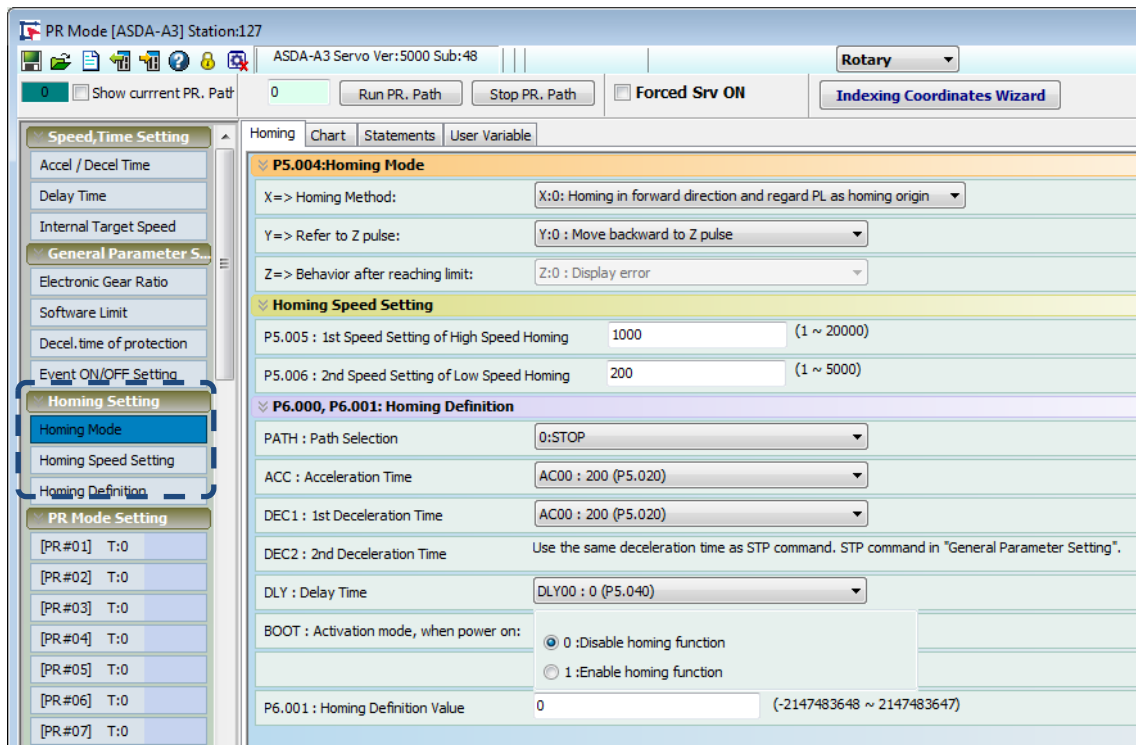 PR Mode [ASDA-A3] Station:127
ASDA-A3 Servo Ver:5000 Sub:48
Rotary
0 Show currrent PR. Path
0
Run PR. Path
Stop PR. Path
Forced Srv ON
Indexing Coordinates Wizard
Speed,Time Setting
Accel / Decel Time
Delay Time
Internal Target Speed
General Parameter S...
Electronic Gear Ratio
Software Limit
Decel.time of protection
Event ON/OFF Setting
Homing Setting
Homing Mode
Homing Speed Setting
Homing Definition
PR Mode Setting
[PR#01] T:0
[PR#02] T:0
[PR#03] T:0
[PR#04] T:0
[PR#05] T:0
[PR#06] T:0
[PR#07] T:0
Homing Chart Statements User Variable
P5.004:Homing Mode
X=> Homing Method: X:0: Homing in forward direction and regard PL as homing origin
Y=> Refer to Z pulse: Y:0 : Move backward to Z pulse
Z=> Behavior after reaching limit: Z:0 : Display error
Homing Speed Setting
P5.005 : 1st Speed Setting of High Speed Homing 1000 (1 ~ 20000)
P5.006 : 2nd Speed Setting of Low Speed Homing 200 (1 ~ 5000)
P6.000, P6.001: Homing Definition
PATH : Path Selection 0:STOP
ACC : Acceleration Time AC00 : 200 (P5.020)
DEC1 : 1st Deceleration Time AC00 : 200 (P5.020)
DEC2 : 2nd Deceleration Time Use the same deceleration time as STP command. STP command in "General Parameter Setting".
DLY : Delay Time DLY00 : 0 (P5.040)
BOOT : Activation mode, when power on: 0 :Disable homing function
1 :Enable homing function
P6.001 : Homing Definition Value 0 (-2147483648 ~ 2147483647)